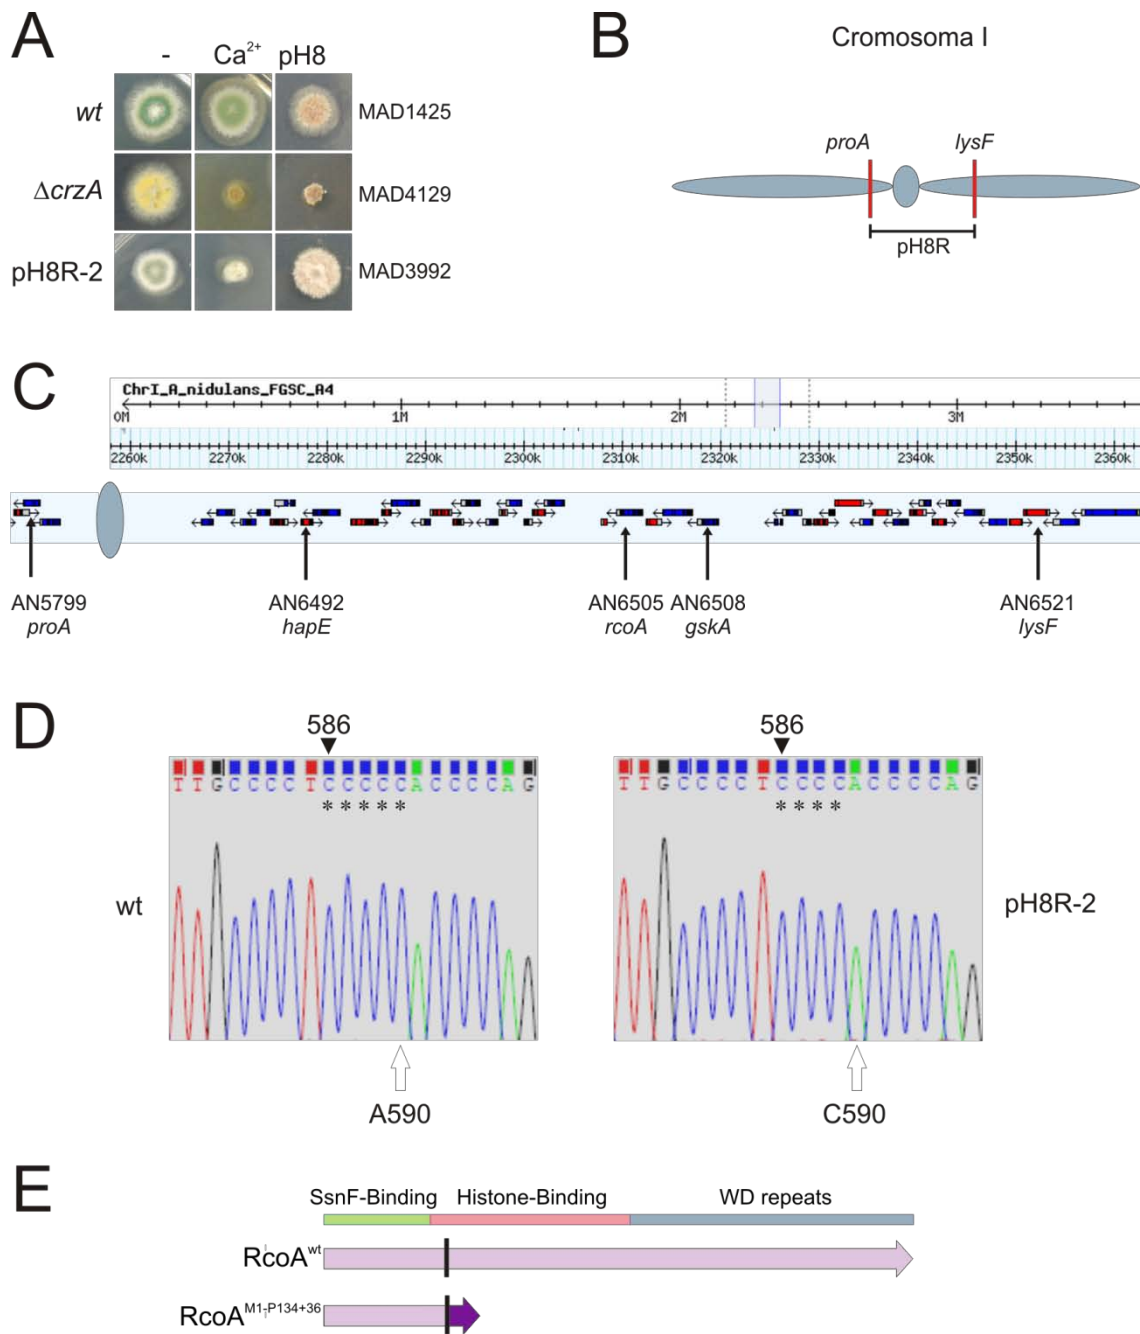 A
- Ca2+ pH8
wt MAD1425
ΔcrzA MAD4129
pH8R-2 MAD3992
B
Cromosoma I
proA lysF
pH8R
C
ChrI_A_nidulans_FGSC_A4
0M 1M 2M 3M
2260k 2270k 2280k 2290k 2300k 2310k 2320k 2330k 2340k 2350k 2360k
AN5799 AN6492 AN6505 AN6508 AN6521
proA hapE rcoA gskA lysF
D
586 586
T T G C C C C T C C C C C A C C C C A G
* * * * *
T T G C C C C T C C C C A C C C C A G
* * * *
wt pH8R-2
A590 C590
E
SsnF-Binding Histone-Binding WD repeats
RcoAwt
RcoAM1-P134+36